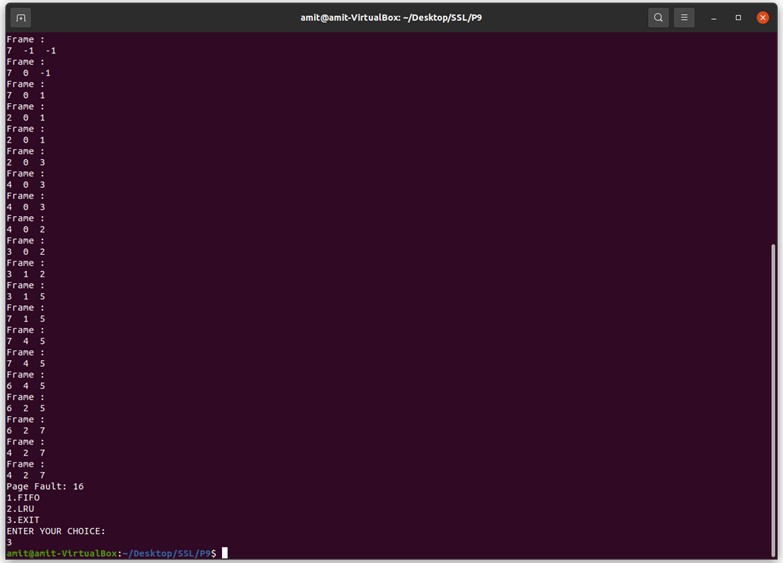 amit@amit-VirtualBox: ~/Desktop/SSL/P9
Frame :
7 -1 -1
Frame :
7 0 -1
Frame :
7 0 1
Frame :
2 0 1
Frame :
2 0 1
Frame :
2 0 3
Frame :
4 0 3
Frame :
4 0 3
Frame :
4 0 2
Frame :
3 0 2
Frame :
3 1 2
Frame :
3 1 5
Frame :
7 1 5
Frame :
7 4 5
Frame :
7 4 5
Frame :
6 4 5
Frame :
6 2 5
Frame :
6 2 7
Frame :
4 2 7
Frame :
4 2 7
Page Fault: 16
1.FIFO
2.LRU
3.EXIT
ENTER YOUR CHOICE:
3
amit@amit-VirtualBox:~/Desktop/SSL/P9$